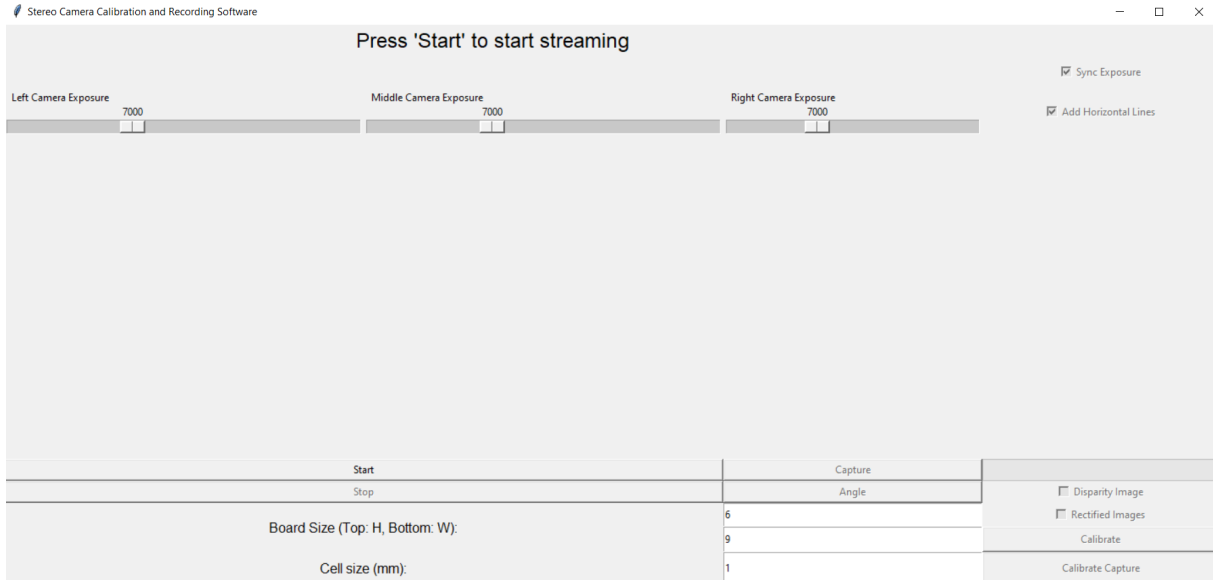 Stereo Camera Calibration and Recording Software
Press 'Start' to start streaming
Sync Exposure
Left Camera Exposure
Middle Camera Exposure
Right Camera Exposure
7000
7000
7000
Add Horizontal Lines
Start
Capture
Stop
Angle
Disparity Image
Board Size (Top: H, Bottom: W):
6
Rectified Images
9
Calibrate
Cell size (mm):
1
Calibrate Capture